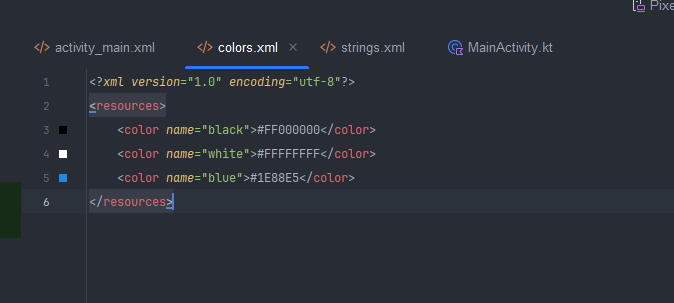 Pixe
activity_main.xml colors.xml × strings.xml MainActivity.kt
1 <?xml version="1.0" encoding="utf-8"?>
2 <resources>
3 <color name="black">#FF000000</color>
4 <color name="white">#FFFFFFFF</color>
5 <color name="blue">#1E88E5</color>
6 </resources>